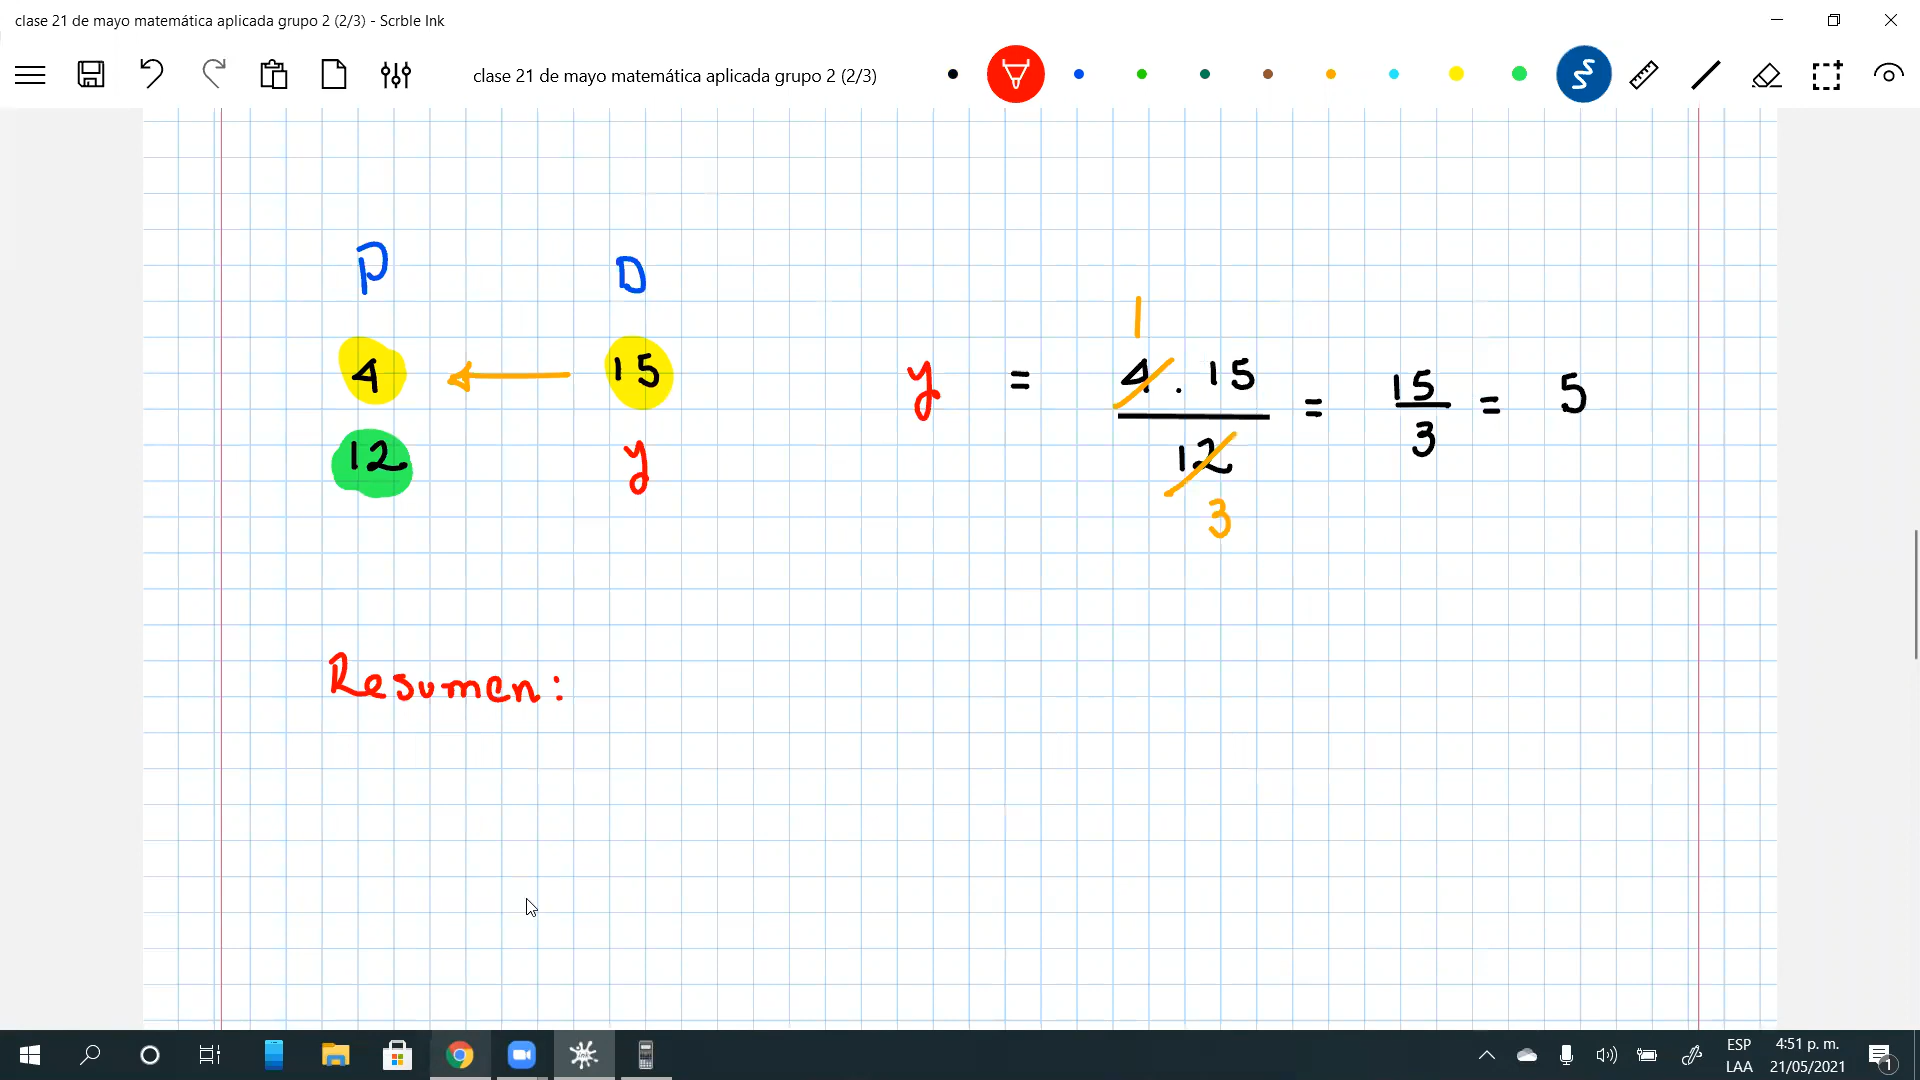 clase 21 de mayo matemática aplicada grupo 2 (2/3) - Scrble Ink
clase 21 de mayo matemática aplicada grupo 2 (2/3)
P D
4 15
12 y
1
y = 4 . 15 / 12 = 15 / 3 = 5
3
Resumen:
ESP
LAA
4:51 p. m.
21/05/2021
1